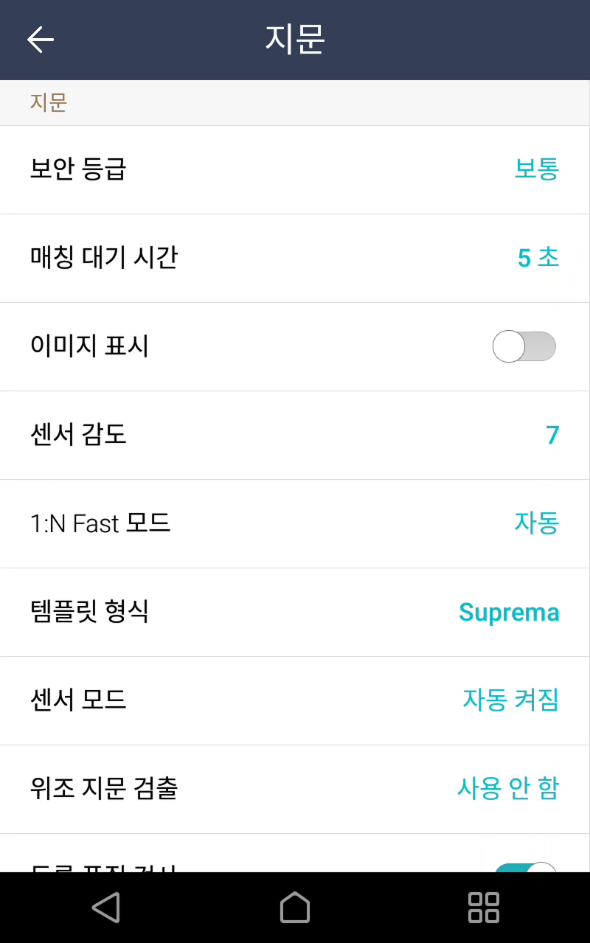 지문
지문
보안 등급
보통
매칭 대기 시간
5 초
이미지 표시
센서 감도
7
1:N Fast 모드
자동
템플릿 형식
Suprema
센서 모드
자동 켜짐
위조 지문 검출
사용 안 함